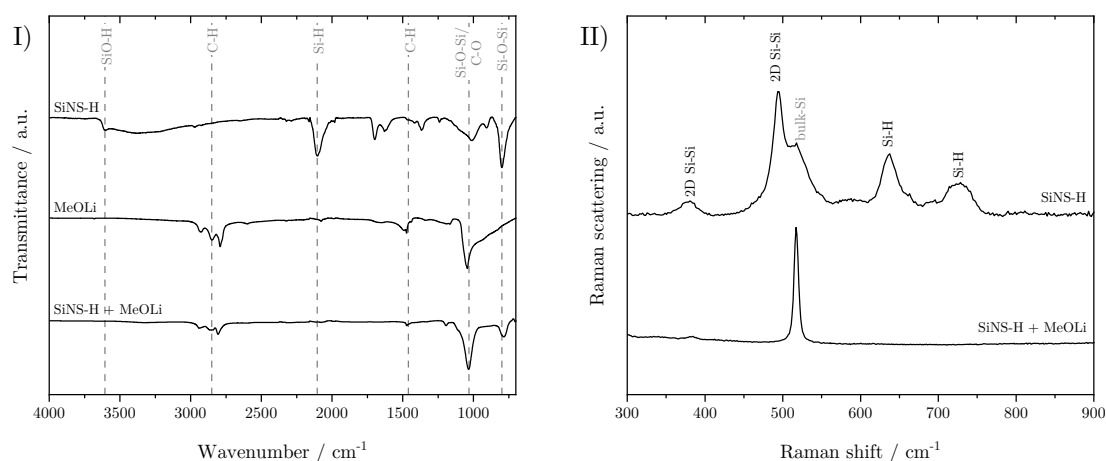 I)
SiO-H
C-H
Si-H
C-H
Si-O-Si/
C-O
Si-O-Si
SiNS-H
MeOLi
SiNS-H + MeOLi
Transmittance / a.u.
4000 3500 3000 2500 2000 1500 1000
Wavenumber / cm-1
II)
2D Si-Si
2D Si-Si
bulk-Si
Si-H
Si-H
SiNS-H
SiNS-H + MeOLi
Raman scattering / a.u.
300 400 500 600 700 800 900
Raman shift / cm-1